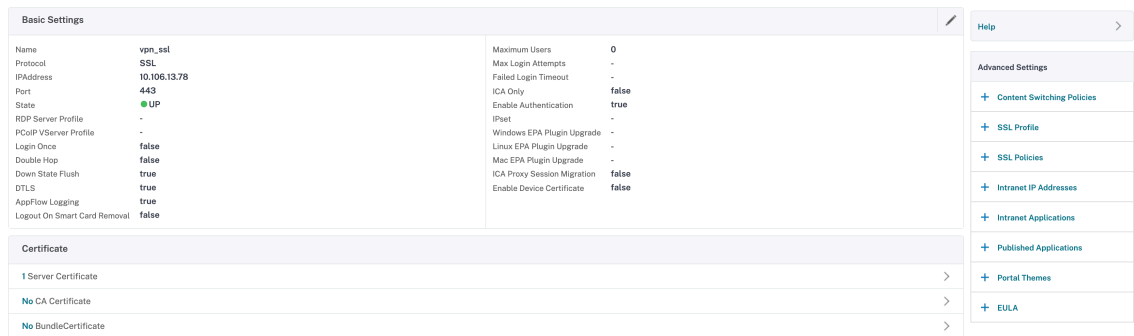 Basic Settings
Name vpn_ssl
Protocol SSL
IPAddress 10.106.13.78
Port 443
State UP
RDP Server Profile -
PCoIP VServer Profile -
Login Once false
Double Hop false
Down State Flush true
DTLS true
AppFlow Logging true
Logout On Smart Card Removal false
Maximum Users 0
Max Login Attempts -
Failed Login Timeout -
ICA Only false
Enable Authentication true
IPset -
Windows EPA Plugin Upgrade -
Linux EPA Plugin Upgrade -
Mac EPA Plugin Upgrade -
ICA Proxy Session Migration false
Enable Device Certificate false
Certificate
1 Server Certificate
No CA Certificate
No BundleCertificate
Help
Advanced Settings
+ Content Switching Policies
+ SSL Profile
+ SSL Policies
+ Intranet IP Addresses
+ Intranet Applications
+ Published Applications
+ Portal Themes
+ EULA